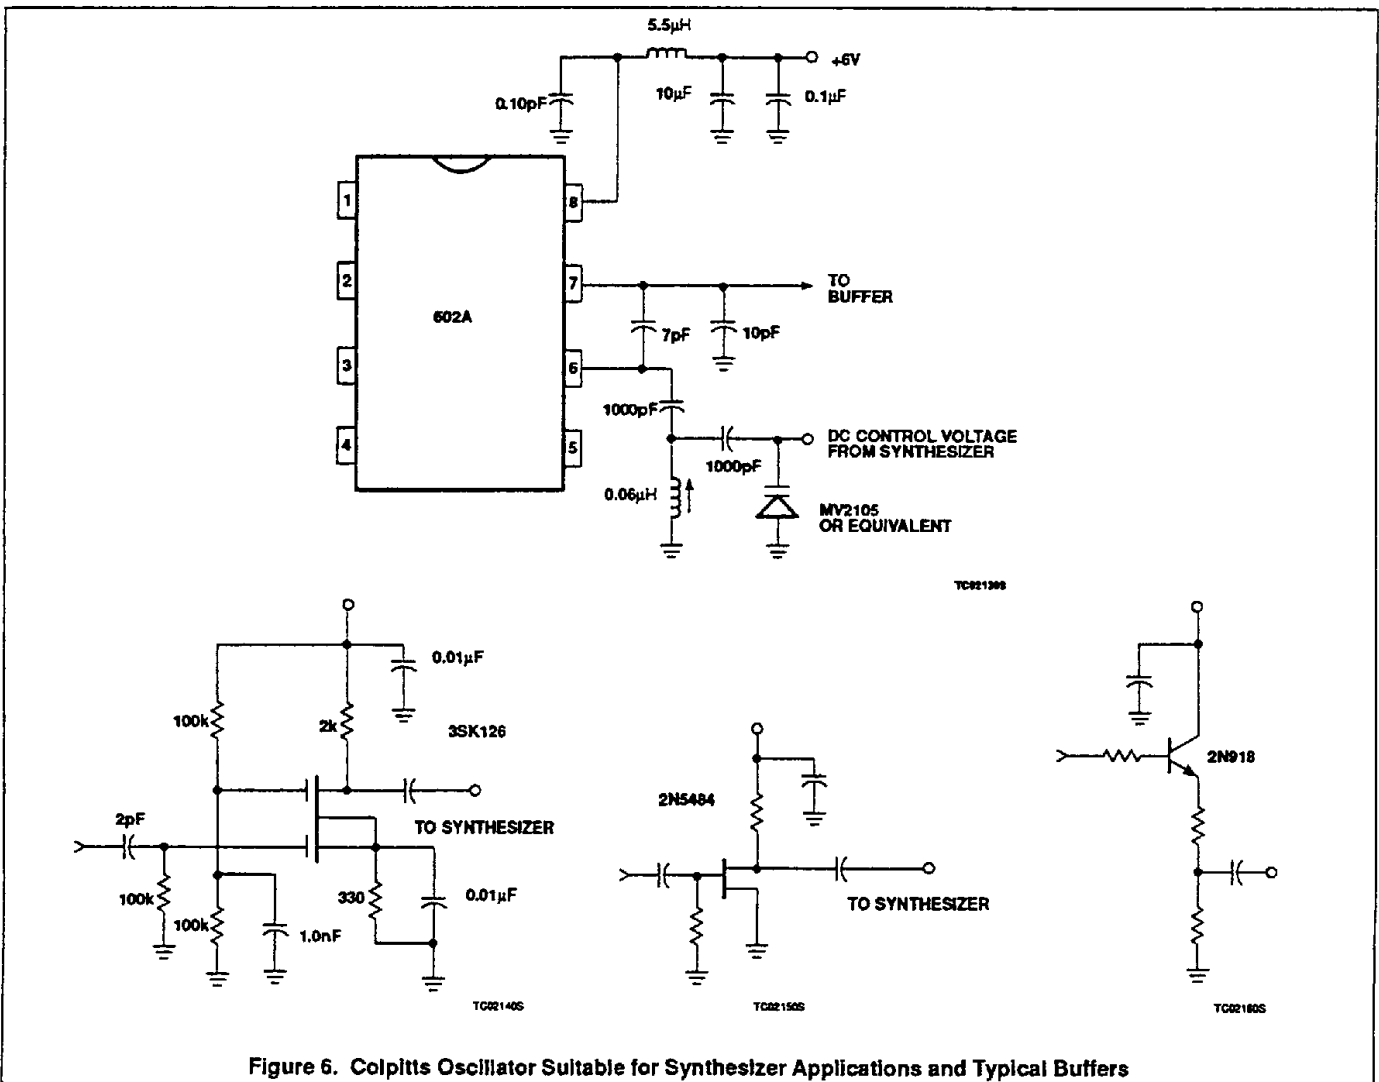 5.5μH
+6V
0.10pF
10μF
0.1μF
1
8
2
7
TO
BUFFER
602A
7pF
10pF
3
6
1000pF
4
5
DC CONTROL VOLTAGE
FROM SYNTHESIZER
1000pF
0.06μH
MV2105
OR EQUIVALENT
TC02130S
0.01μF
100k
2k
3SK126
2pF
TO SYNTHESIZER
100k
100k
1.0nF
330
0.01μF
TC02140S
2N5484
TO SYNTHESIZER
TC02150S
2N918
TC02160S
Figure 6. Colpitts Oscillator Suitable for Synthesizer Applications and Typical Buffers